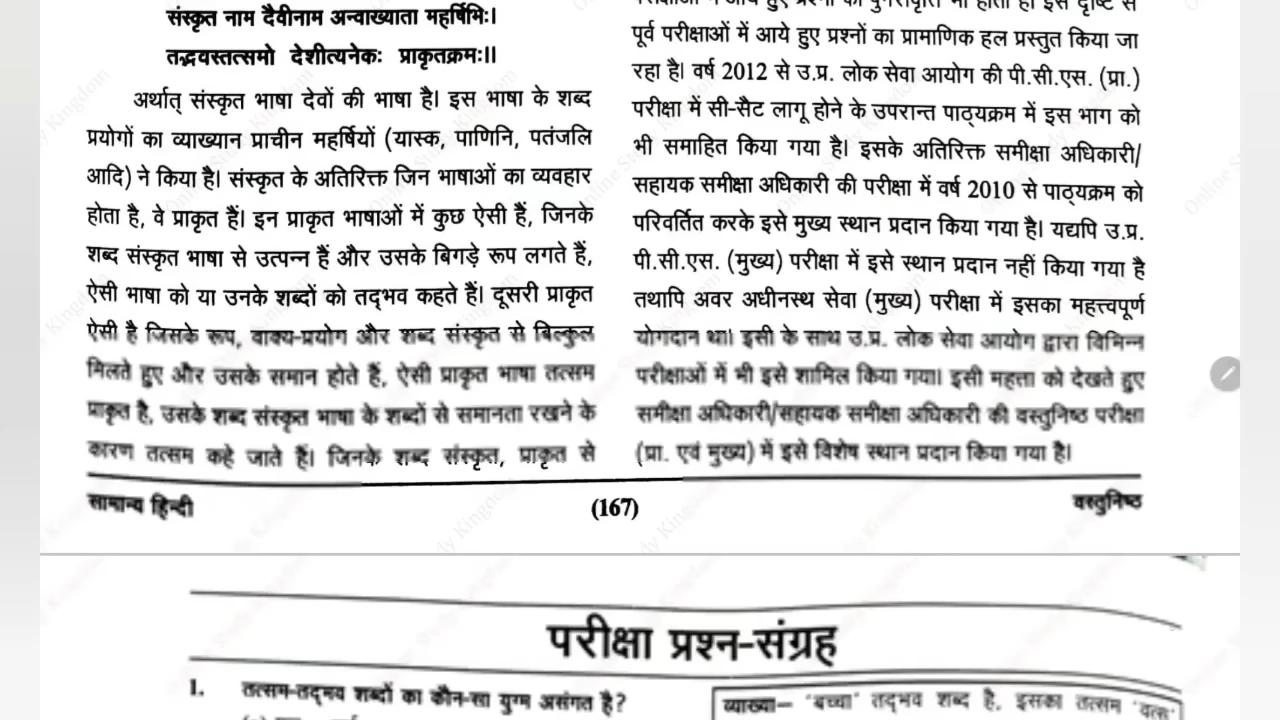 संस्कृत नाम दैवीनाम अन्वाख्याता महर्षिभिः।
तद्भवस्तत्समो देशीत्यनेकः प्राकृतक्रमः।।
अर्थात् संस्कृत भाषा देवों की भाषा है। इस भाषा के शब्द
प्रयोगों का व्याख्यान प्राचीन महर्षियों (यास्क, पाणिनि, पतंजलि
आदि) ने किया है। संस्कृत के अतिरिक्त जिन भाषाओं का व्यवहार
होता है, वे प्राकृत हैं। इन प्राकृत भाषाओं में कुछ ऐसी हैं, जिनके
शब्द संस्कृत भाषा से उत्पन्न हैं और उसके बिगड़े रूप लगते हैं,
ऐसी भाषा को या उनके शब्दों को तद्भव कहते हैं। दूसरी प्राकृत
ऐसी है जिसके रूप, वाक्य-प्रयोग और शब्द संस्कृत से बिल्कुल
मिलते हुए और उसके समान होते हैं, ऐसी प्राकृत भाषा तत्सम
प्राकृत है, उसके शब्द संस्कृत भाषा के शब्दों से समानता रखने के
कारण तत्सम कहे जाते हैं। जिनके शब्द संस्कृत, प्राकृत से
पूर्व परीक्षाओं में आये हुए प्रश्नों का प्रामाणिक हल प्रस्तुत किया जा
रहा है। वर्ष 2012 से उ.प्र. लोक सेवा आयोग की पी.सी.एस. (प्रा.)
परीक्षा में सी-सैट लागू होने के उपरान्त पाठ्यक्रम में इस भाग को
भी समाहित किया गया है। इसके अतिरिक्त समीक्षा अधिकारी/
सहायक समीक्षा अधिकारी की परीक्षा में वर्ष 2010 से पाठ्यक्रम को
परिवर्तित करके इसे मुख्य स्थान प्रदान किया गया है। यद्यपि उ.प्र.
पी.सी.एस. (मुख्य) परीक्षा में इसे स्थान प्रदान नहीं किया गया है
तथापि अवर अधीनस्थ सेवा (मुख्य) परीक्षा में इसका महत्त्वपूर्ण
योगदान था। इसी के साथ उ.प्र. लोक सेवा आयोग द्वारा विभिन्न
परीक्षाओं में भी इसे शामिल किया गया। इसी महत्ता को देखते हुए
समीक्षा अधिकारी/सहायक समीक्षा अधिकारी की वस्तुनिष्ठ परीक्षा
(प्रा. एवं मुख्य) में इसे विशेष स्थान प्रदान किया गया है।
सामान्य हिन्दी
(167)
वस्तुनिष्ठ
परीक्षा प्रश्न-संग्रह
1. तत्सम-तद्भव शब्दों का कौन-सा युग्म असंगत है?
व्याख्या– 'बच्चा' तद्भव शब्द है, इसका तत्सम 'वत्स'